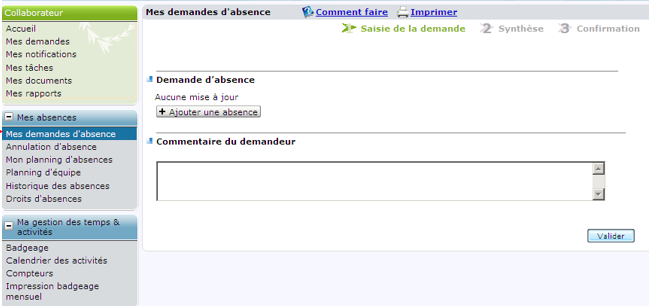 Collaborateur
Accueil
Mes demandes
Mes notifications
Mes tâches
Mes documents
Mes rapports
Mes absences
Mes demandes d'absence
Annulation d'absence
Mon planning d'absences
Planning d'équipe
Historique des absences
Droits d'absences
Ma gestion des temps &
activités
Badgeage
Calendrier des activités
Compteurs
Impression badgeage
mensuel
Mes demandes d'absence Comment faire Imprimer
Saisie de la demande 2 Synthèse 3 Confirmation
Demande d'absence
Aucune mise à jour
+ Ajouter une absence
Commentaire du demandeur
Valider